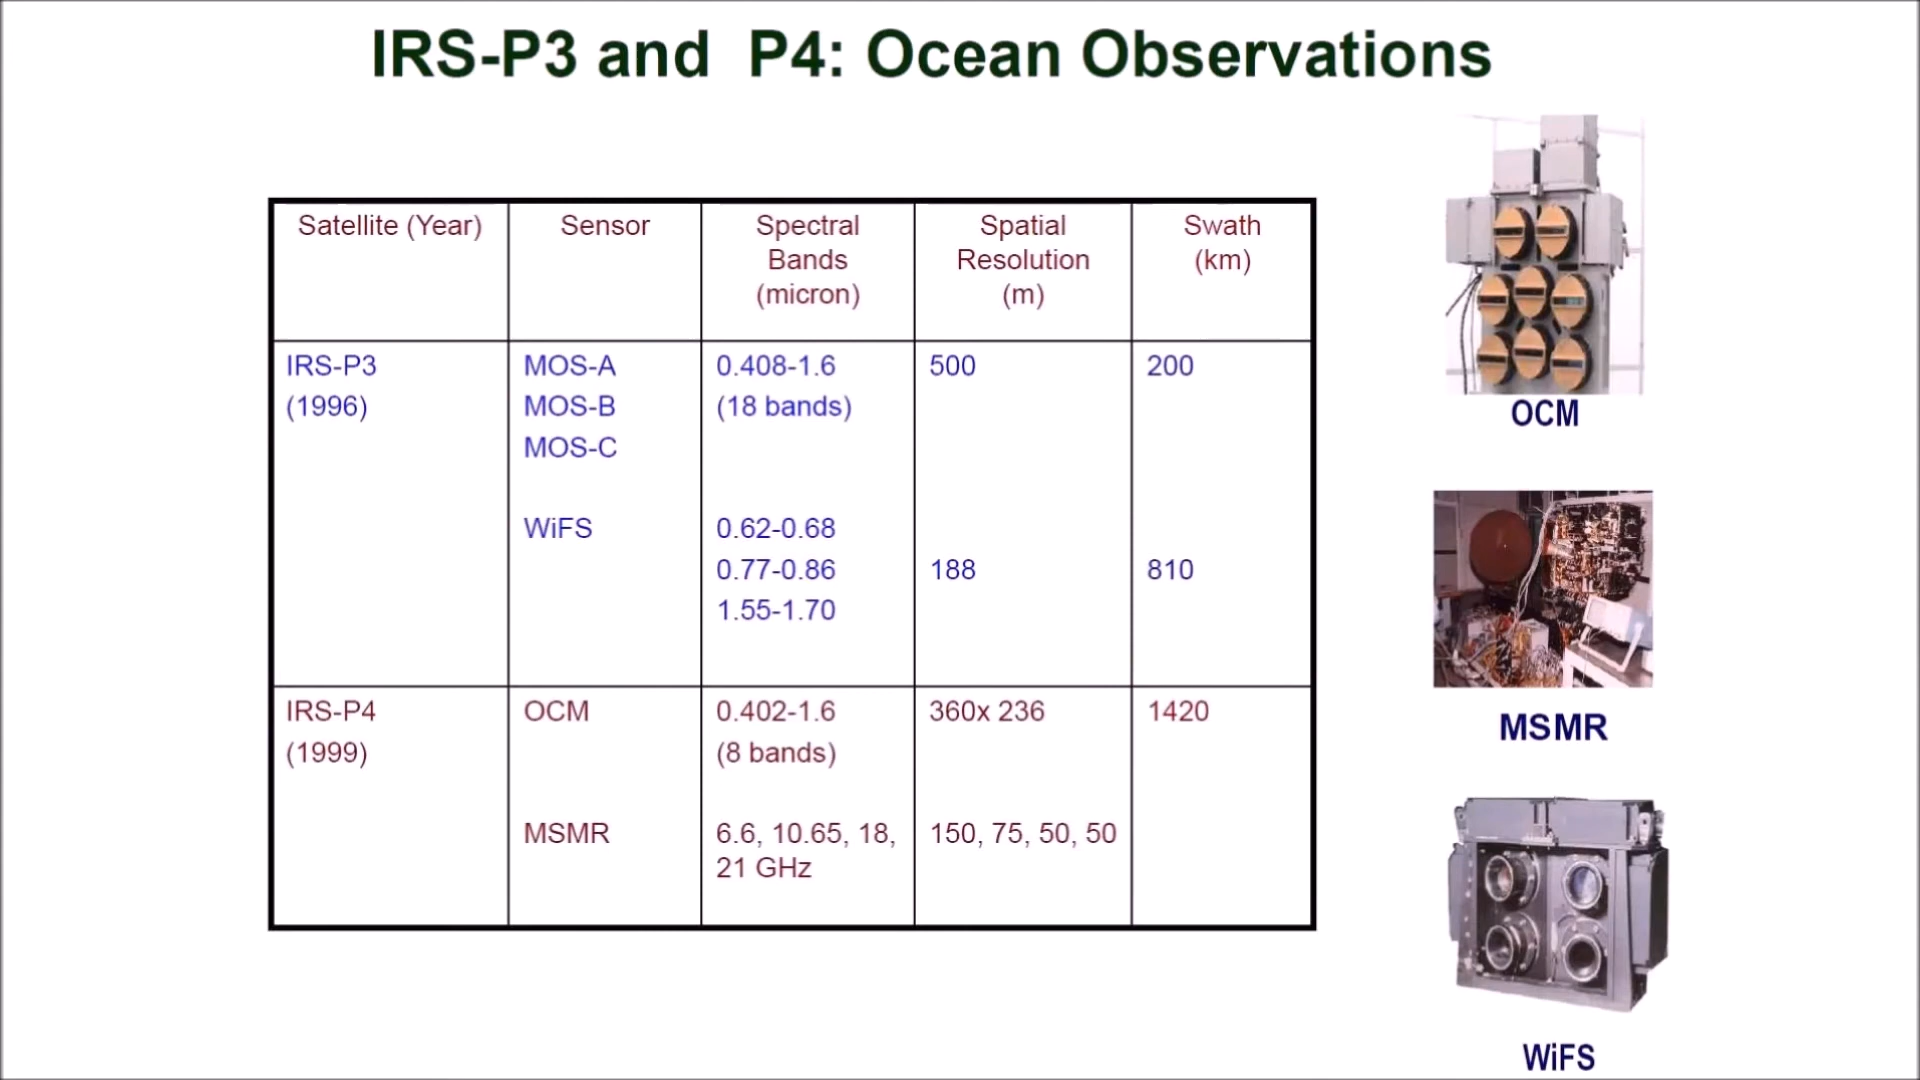 IRS-P3 and P4: Ocean Observations
Satellite (Year)
Sensor
Spectral
Bands
(micron)
Spatial
Resolution
(m)
Swath
(km)
IRS-P3
(1996)
MOS-A
MOS-B
MOS-C
WiFS
0.408-1.6
(18 bands)
0.62-0.68
0.77-0.86
1.55-1.70
500
188
200
810
IRS-P4
(1999)
OCM
MSMR
0.402-1.6
(8 bands)
6.6, 10.65, 18,
21 GHz
360x 236
150, 75, 50, 50
1420
OCM
MSMR
WiFS